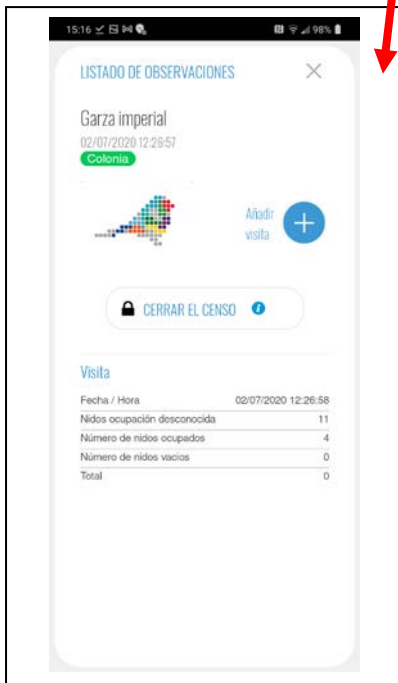 15:16 98%
LISTADO DE OBSERVACIONES
Garza imperial
02/07/2020 12:26:57
Colonia
Añadir
visita
CERRAR EL CENSO
Visita
Fecha / Hora 02/07/2020 12:26:58
Nidos ocupación desconocida 11
Número de nidos ocupados 4
Número de nidos vacios 0
Total 0